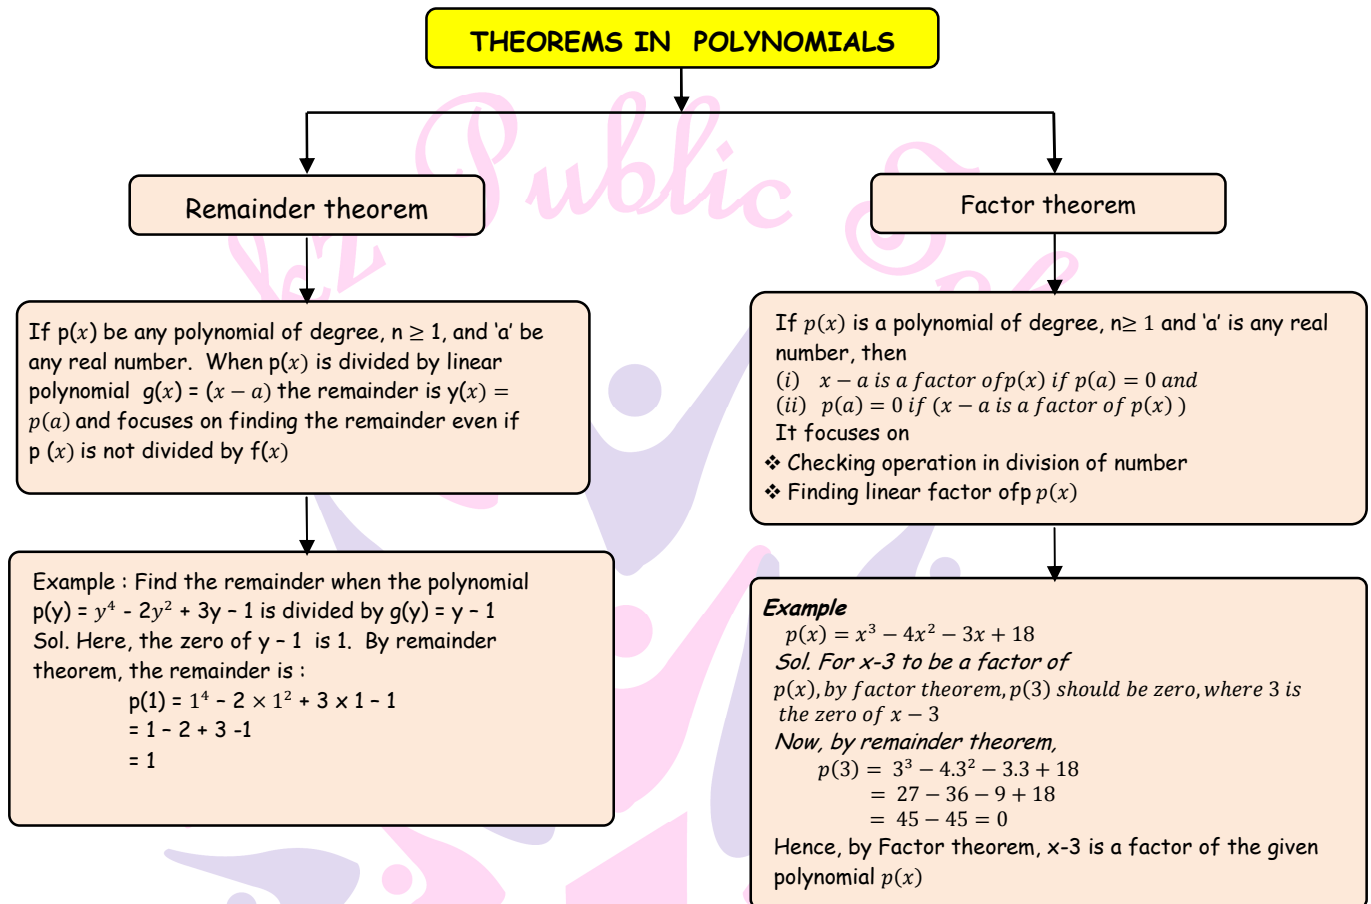 THEOREMS IN POLYNOMIALS
Remainder theorem
If p(𝑥) be any polynomial of degree, n ≥ 1, and ‘a’ be
any real number. When p(𝑥) is divided by linear
polynomial g(𝑥) = (𝑥 − 𝑎) the remainder is y(𝑥) =
𝑝(𝑎) and focuses on finding the remainder even if
p (𝑥) is not divided by f(𝑥)
Example : Find the remainder when the polynomial
p(y) = 𝑦⁴ - 2𝑦² + 3y – 1 is divided by g(y) = y – 1
Sol. Here, the zero of y – 1 is 1. By remainder
theorem, the remainder is :
p(1) = 1⁴ – 2 × 1² + 3 x 1 – 1
= 1 – 2 + 3 -1
= 1
Factor theorem
If 𝑝(𝑥) is a polynomial of degree, n≥ 1 and ‘a’ is any real
number, then
(𝑖) 𝑥 − 𝑎 𝑖𝑠 𝑎 𝑓𝑎𝑐𝑡𝑜𝑟 𝑜𝑓𝑝(𝑥) 𝑖𝑓 𝑝(𝑎) = 0 𝑎𝑛𝑑
(𝑖𝑖) 𝑝(𝑎) = 0 𝑖𝑓 (𝑥 − 𝑎 𝑖𝑠 𝑎 𝑓𝑎𝑐𝑡𝑜𝑟 𝑜𝑓 𝑝(𝑥) )
It focuses on
❖ Checking operation in division of number
❖ Finding linear factor ofp 𝑝(𝑥)
Example
𝑝(𝑥) = 𝑥³ − 4𝑥² − 3𝑥 + 18
Sol. For x-3 to be a factor of
𝑝(𝑥), 𝑏𝑦 𝑓𝑎𝑐𝑡𝑜𝑟 𝑡ℎ𝑒𝑜𝑟𝑒𝑚, 𝑝(3) 𝑠ℎ𝑜𝑢𝑙𝑑 𝑏𝑒 𝑧𝑒𝑟𝑜, 𝑤ℎ𝑒𝑟𝑒 3 𝑖𝑠
𝑡ℎ𝑒 𝑧𝑒𝑟𝑜 𝑜𝑓 𝑥 − 3
Now, by remainder theorem,
𝑝(3) = 3³ − 4.3² − 3.3 + 18
= 27 − 36 − 9 + 18
= 45 − 45 = 0
Hence, by Factor theorem, x-3 is a factor of the given
polynomial 𝑝(𝑥)
Public